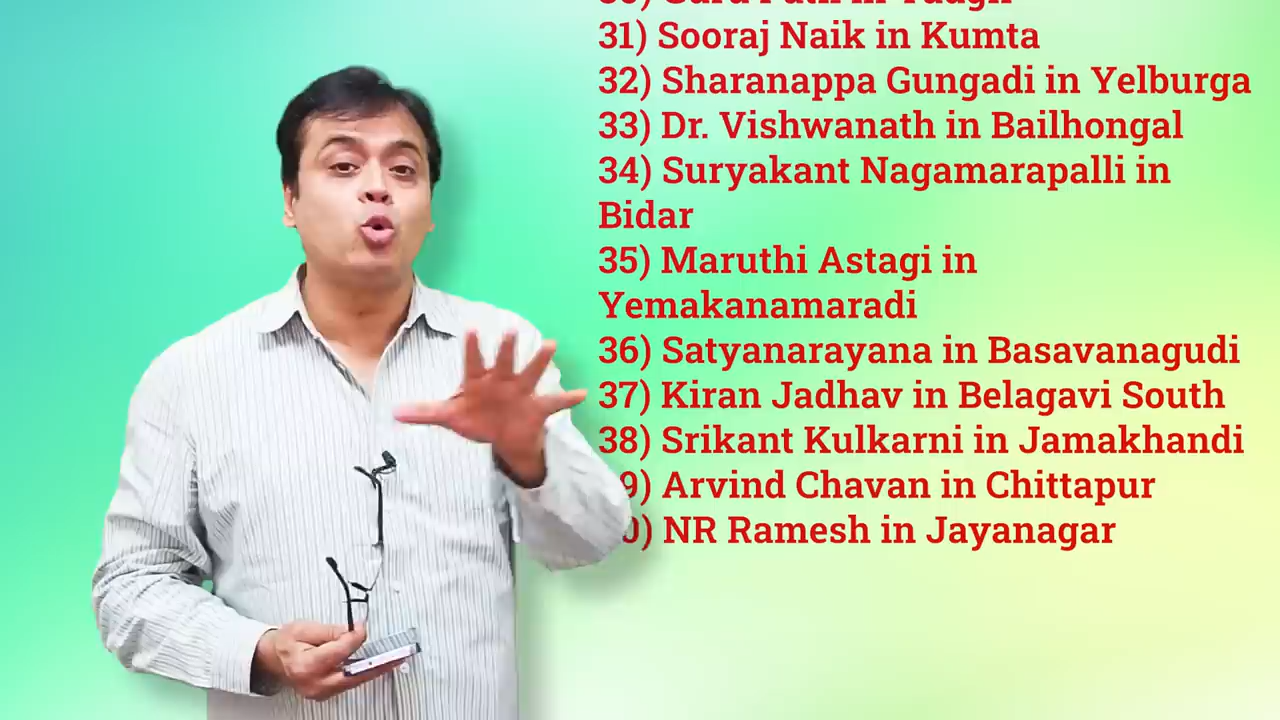 31) Sooraj Naik in Kumta
32) Sharanappa Gungadi in Yelburga
33) Dr. Vishwanath in Bailhongal
34) Suryakant Nagamarapalli in
Bidar
35) Maruthi Astagi in
Yemakanamaradi
36) Satyanarayana in Basavanagudi
37) Kiran Jadhav in Belagavi South
38) Srikant Kulkarni in Jamakhandi
9) Arvind Chavan in Chittapur
0) NR Ramesh in Jayanagar